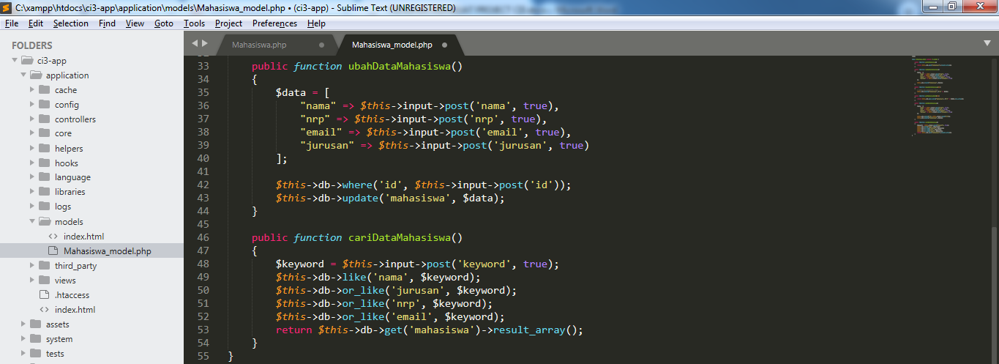 C:\xampp\htdocs\ci3-app\application\models\Mahasiswa_model.php • (ci3-app) - Sublime Text (UNREGISTERED)
File Edit Selection Find View Goto Tools Project Preferences Help
FOLDERS
ci3-app
application
cache
config
controllers
core
helpers
hooks
language
libraries
logs
models
index.html
Mahasiswa_model.php
third_party
views
.htaccess
index.html
assets
system
tests
Mahasiswa.php Mahasiswa_model.php
33 public function ubahDataMahasiswa()
34 {
35 $data = [
36 "nama" => $this->input->post('nama', true),
37 "nrp" => $this->input->post('nrp', true),
38 "email" => $this->input->post('email', true),
39 "jurusan" => $this->input->post('jurusan', true)
40 ];
41
42 $this->db->where('id', $this->input->post('id'));
43 $this->db->update('mahasiswa', $data);
44 }
45
46 public function cariDataMahasiswa()
47 {
48 $keyword = $this->input->post('keyword', true);
49 $this->db->like('nama', $keyword);
50 $this->db->or_like('jurusan', $keyword);
51 $this->db->or_like('nrp', $keyword);
52 $this->db->or_like('email', $keyword);
53 return $this->db->get('mahasiswa')->result_array();
54 }
55 }